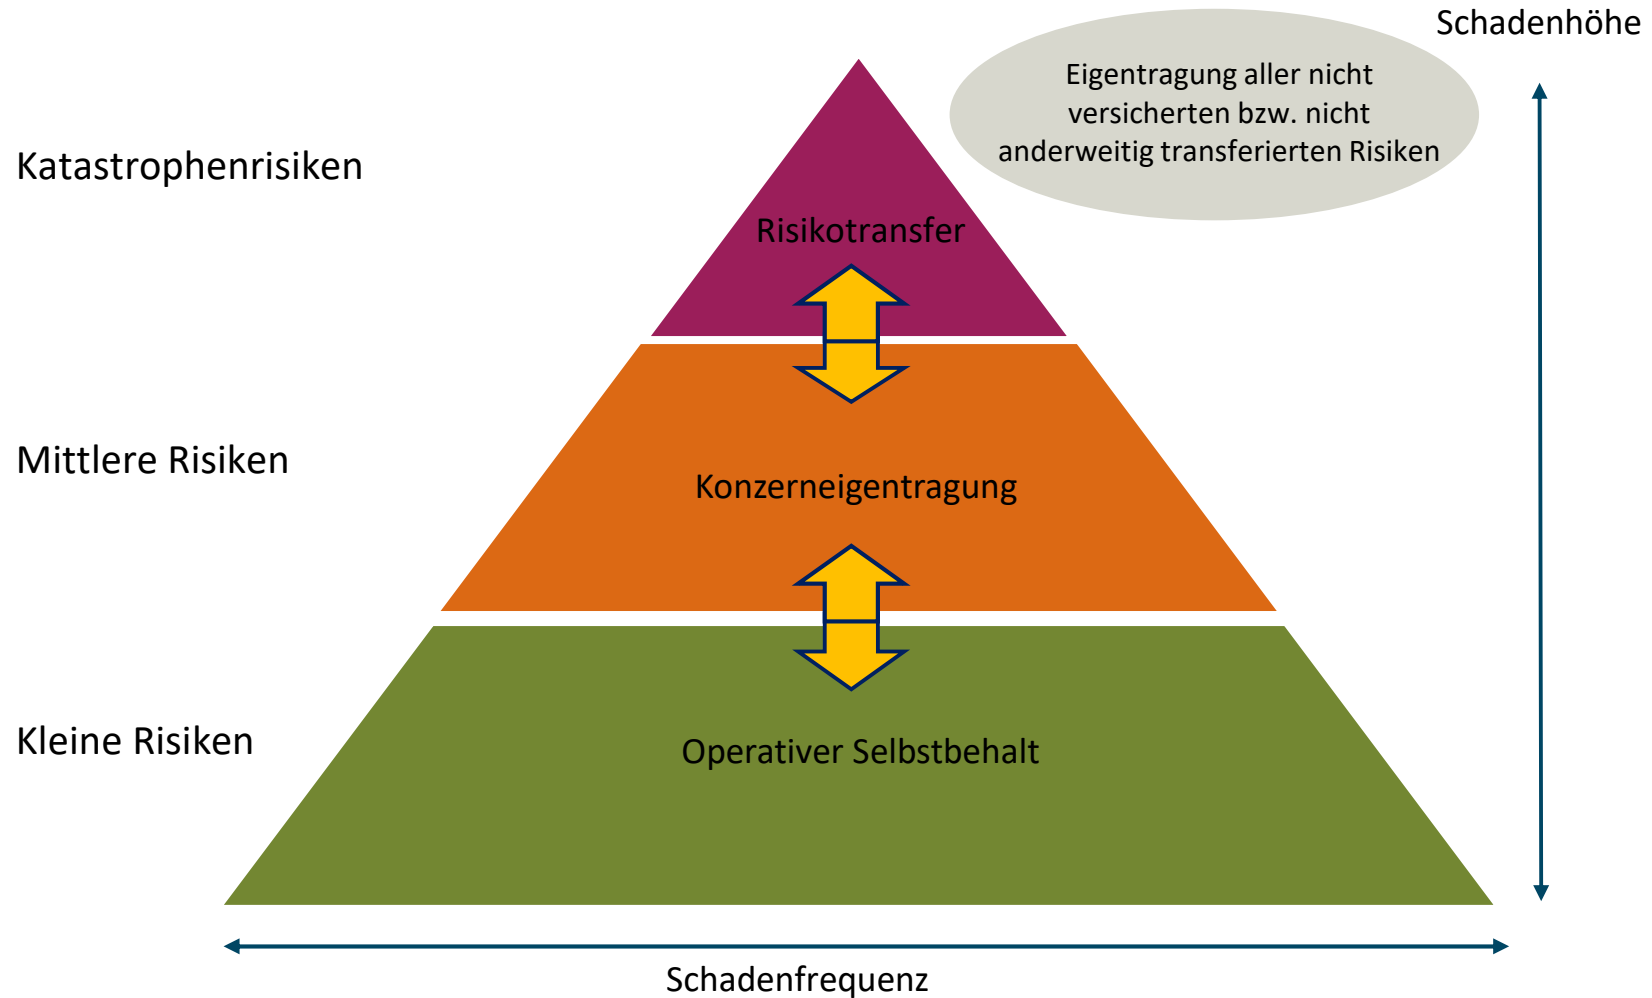 Schadenhöhe
Eigentragung aller nicht
versicherten bzw. nicht
anderweitig transferierten Risiken
Katastrophenrisiken
Risikotransfer
Mittlere Risiken
Konzerneigentragung
Kleine Risiken
Operativer Selbstbehalt
Schadenfrequenz